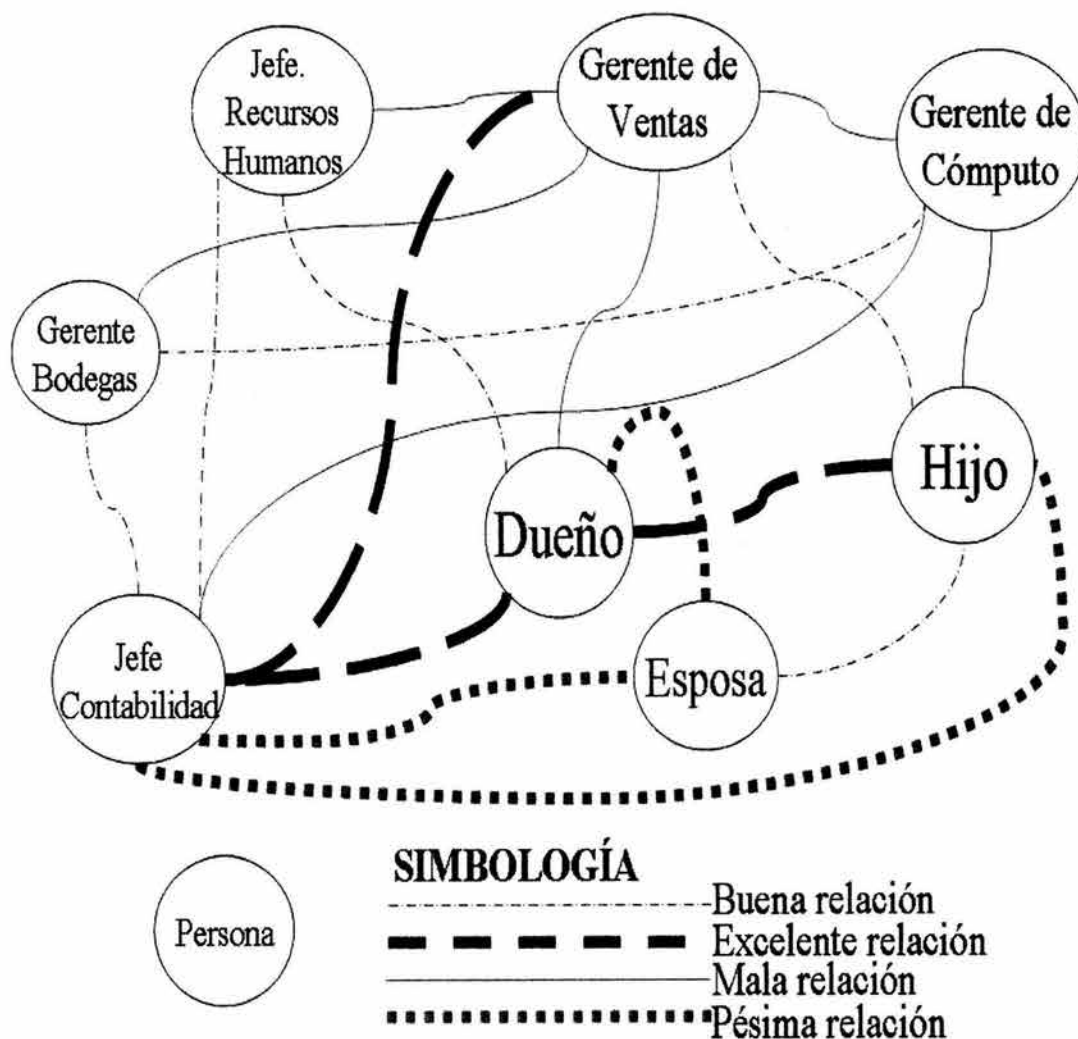 Jefe.
Recursos
Humanos
Gerente de
Ventas
Gerente de
Cómputo
Gerente
Bodegas
Hijo
Dueño
Jefe
Contabilidad
Esposa
Persona
SIMBOLOGÍA
Buena relación
Excelente relación
Mala relación
Pésima relación